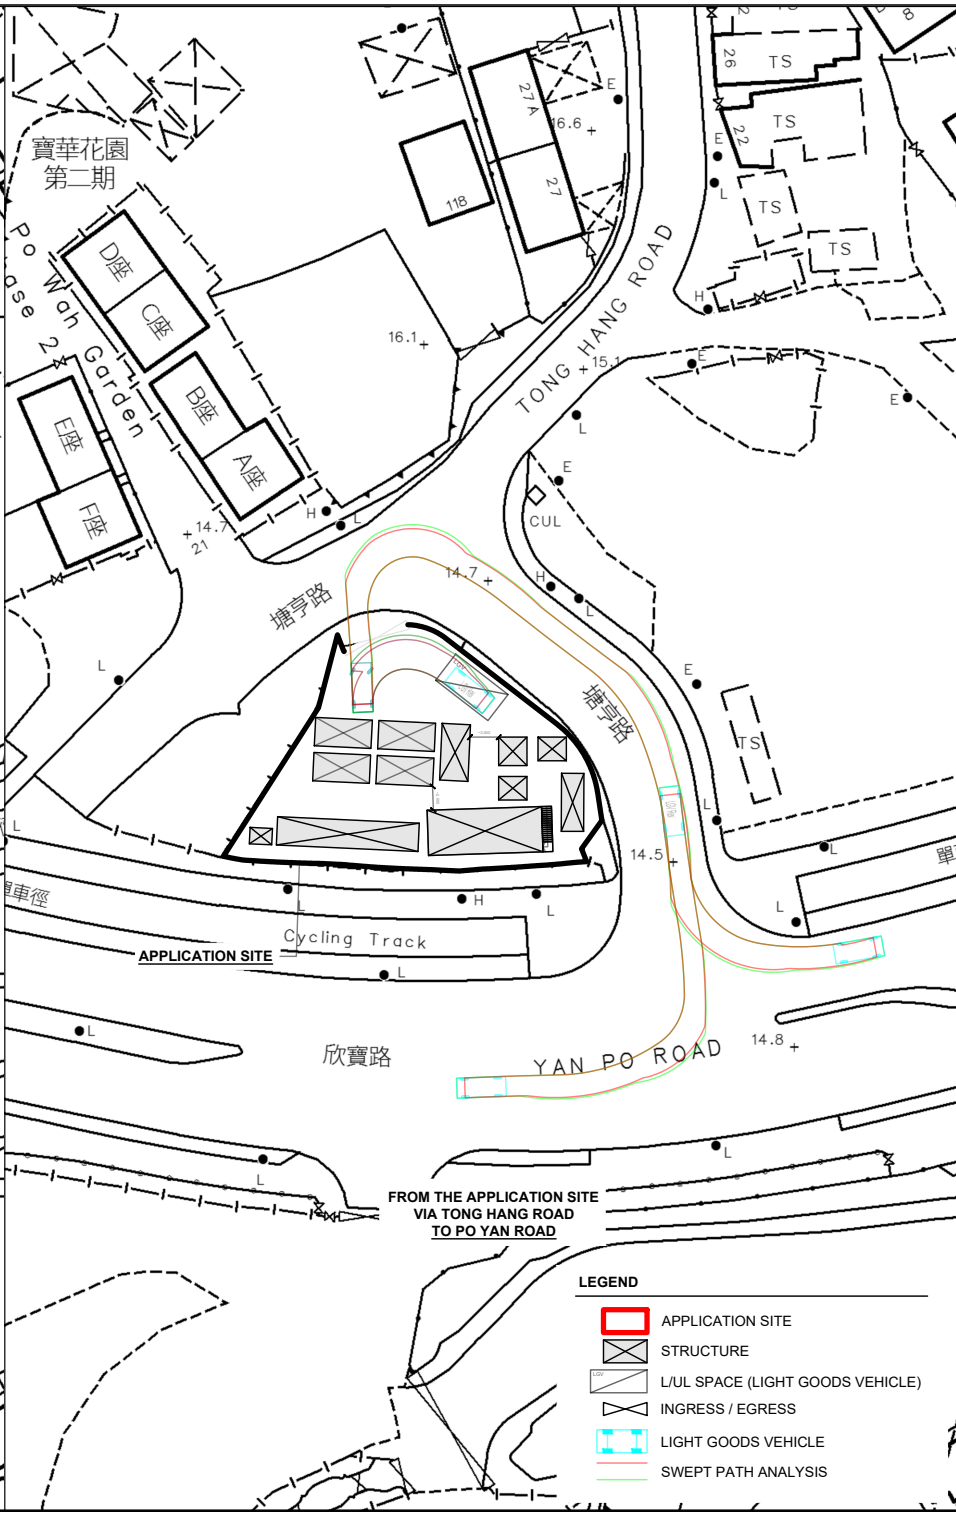 寶華花園
第二期
Po Wah Garden
ase 2
D座
C座
B座
A座
E座
F座
118
27A
27
16.6
E
16.1
TONG HANG ROAD
15.1
26
22
TS
TS
TS
TS
E
L
H
E
E
L
E
CUL
H
L
14.7
21
塘亨路
14.7
H
L
L
E
塘亨路
TS
L
L
14.5
L
L
單車徑
L
H
L
Cycling Track
L
APPLICATION SITE
L
欣寶路
YAN PO ROAD
14.8
L
L
FROM THE APPLICATION SITE
VIA TONG HANG ROAD
TO PO YAN ROAD
LEGEND
APPLICATION SITE
STRUCTURE
LGV
L/UL SPACE (LIGHT GOODS VEHICLE)
INGRESS / EGRESS
LIGHT GOODS VEHICLE
SWEPT PATH ANALYSIS